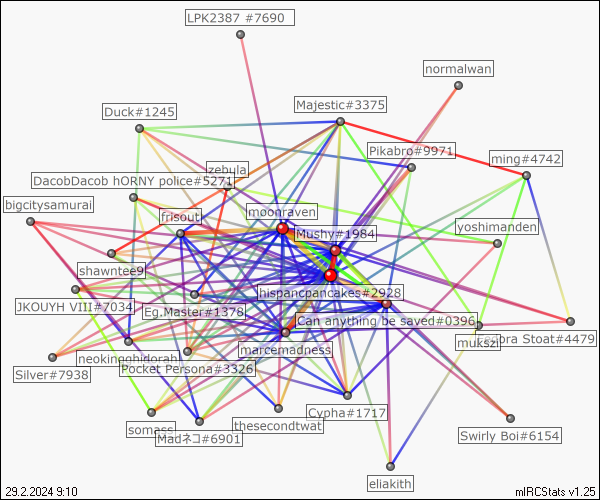 LPK2387 #7690
normalwan
Duck#1245
Majestic#3375
Pikabro#9971
ming#4742
zebula
DacobDacob hORNY police#5271
bigcitysamurai
frisout
moonraven
yoshimanden
Mushy#1984
shawntee9
hispancpancakes#2928
JKOUYH VIII#7034
Eg.Master#1378
Can anything be saved#0396
marcemadness
mukszi
Stoat#4479
neokingghidorah
Pocket Persona#3326
Silver#7938
Cypha#1717
somass
thesecondtwat
Madネコ#6901
Swirly Boi#6154
eliakith
29.2.2024 9:10
mIRCStats v1.25